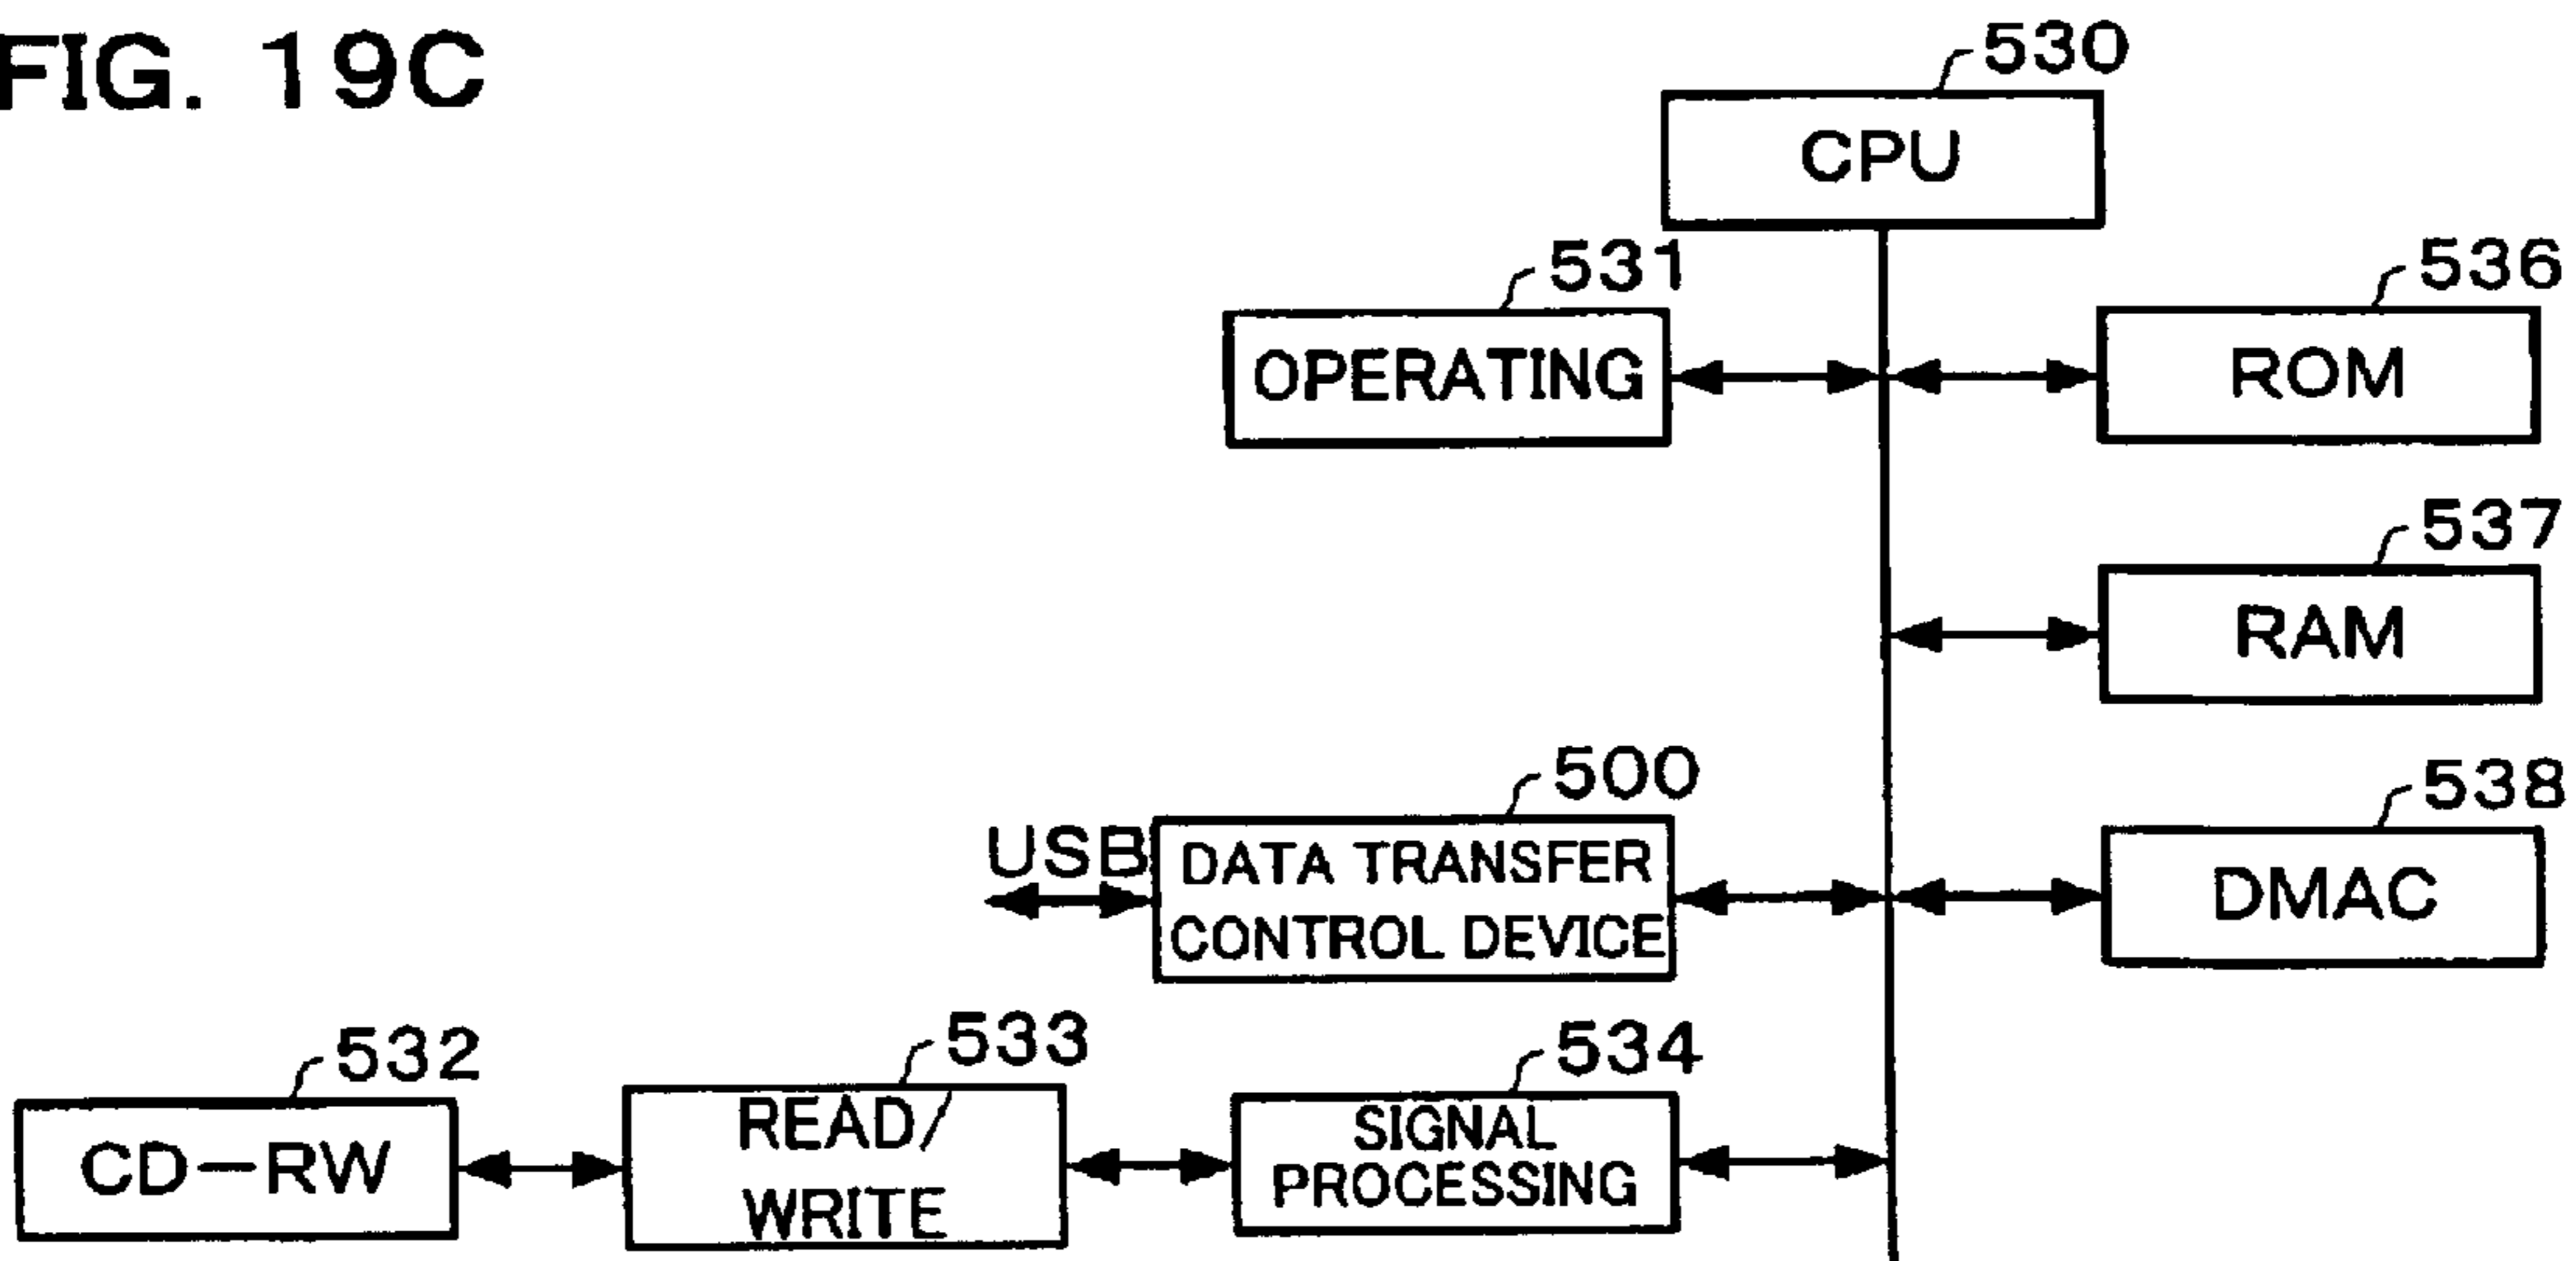 FIG. 19C
530
CPU
531
OPERATING
536
ROM
537
RAM
500
USB
DATA TRANSFER
CONTROL DEVICE
538
DMAC
532
CD-RW
533
READ/
WRITE
534
SIGNAL
PROCESSING